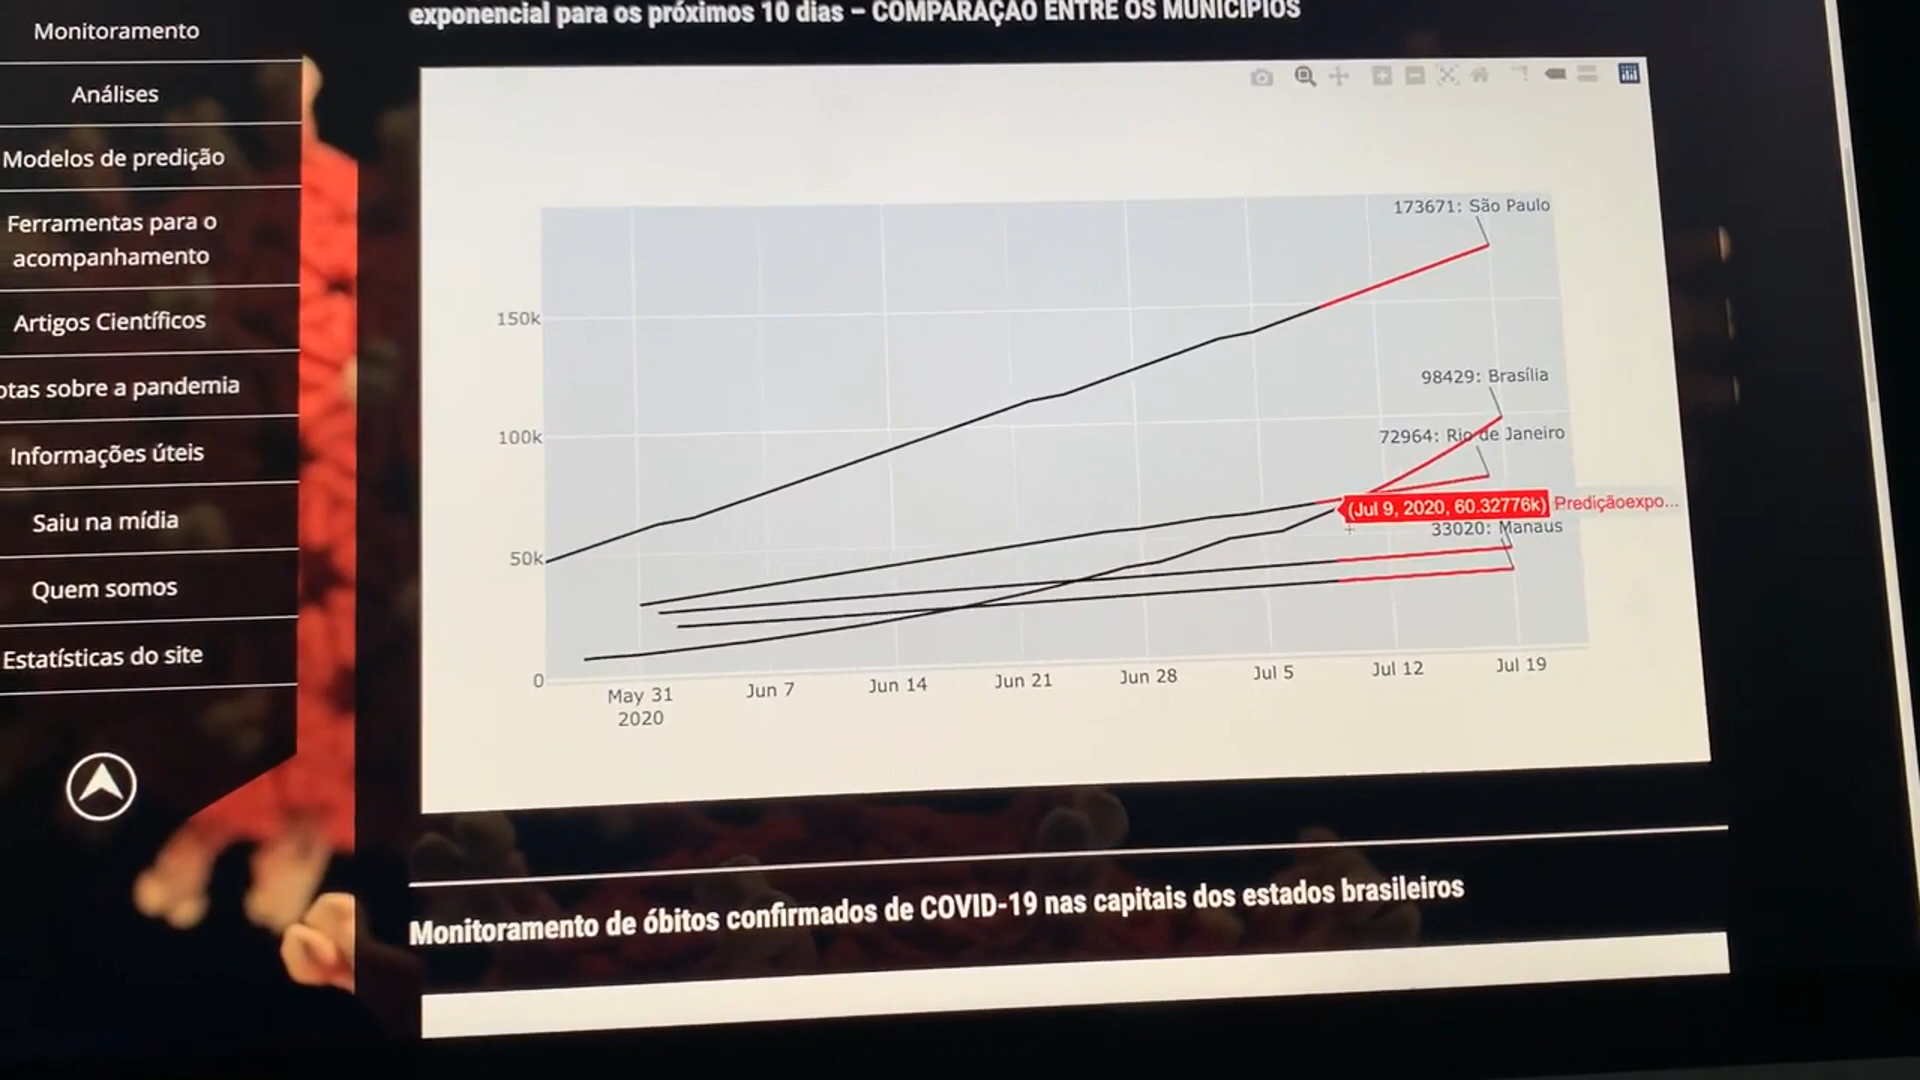 exponencial para os próximos 10 dias – COMPARAÇÃO ENTRE OS MUNICÍPIOS
Monitoramento
Análises
Modelos de predição
Ferramentas para o
acompanhamento
Artigos Científicos
otas sobre a pandemia
Informações úteis
Saiu na mídia
Quem somos
Estatísticas do site
173671: São Paulo
150k
98429: Brasília
100k
72964: Rio de Janeiro
(Jul 9, 2020, 60.32776k) Prediçãoexpo...
33020: Manaus
50k
0
May 31
2020
Jun 7
Jun 14
Jun 21
Jun 28
Jul 5
Jul 12
Jul 19
Monitoramento de óbitos confirmados de COVID-19 nas capitais dos estados brasileiros